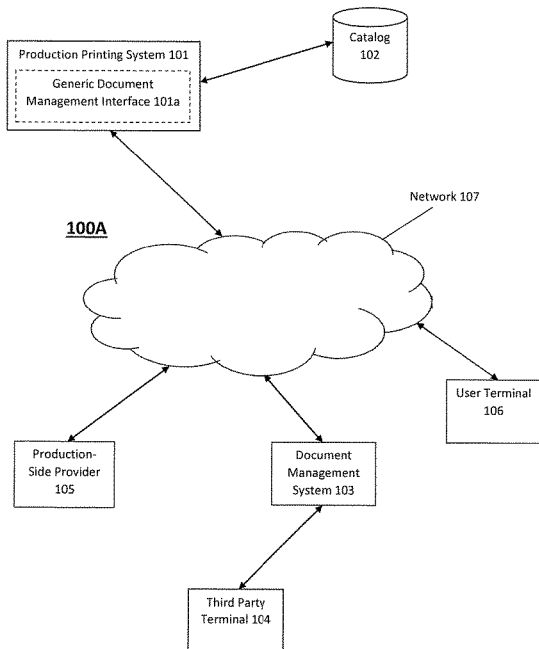 Production Printing System 101
Generic Document
Management Interface 101a
Catalog
102
100A
Network 107
User Terminal
106
Production-
Side Provider
105
Document
Management
System 103
Third Party
Terminal 104